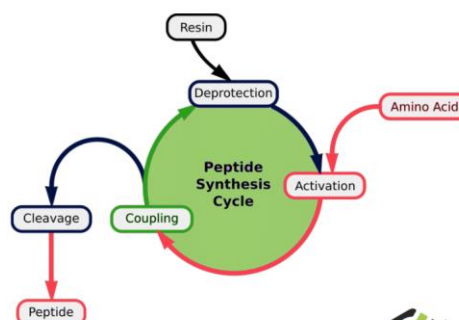 Resin
Deprotection
Amino Acid
Peptide
Synthesis
Cycle
Activation
Cleavage
Coupling
Peptide